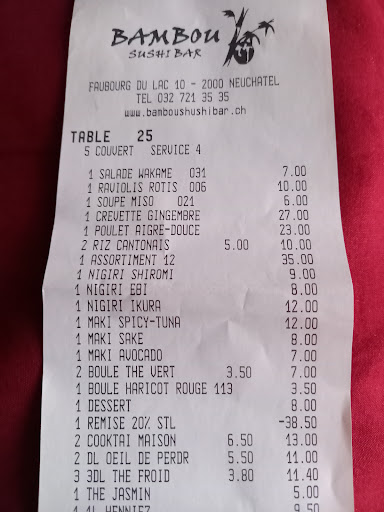 BAMBOU
SUSHI BAR
FAUBOURG DU LAC 10 - 2000 NEUCHATEL
TEL 032 721 35 35
www.bamboushushibar.ch
TABLE 25
5 COUVERT SERVICE 4
1 SALADE WAKAME 031 7.00
1 RAVIOLIS ROTIS 006 10.00
1 SOUPE MISO 021 6.00
1 CREVETTE GINGEMBRE 27.00
1 POULET AIGRE-DOUCE 23.00
2 RIZ CANTONAIS 5.00 10.00
1 ASSORTIMENT 12 35.00
1 NIGIRI SHIROMI 9.00
1 NIGIRI EBI 8.00
1 NIGIRI IKURA 12.00
1 MAKI SPICY-TUNA 12.00
1 MAKI SAKE 8.00
1 MAKI AVOCADO 7.00
2 BOULE THE VERT 3.50 7.00
1 BOULE HARICOT ROUGE 113 3.50
1 DESSERT 8.00
1 REMISE 20% STL -38.50
2 COOKTAI MAISON 6.50 13.00
2 DL OEIL DE PERDR 5.50 11.00
3 3DL THE FROID 3.80 11.40
1 THE JASMIN 5.00
1 1L HENNIEZ 9.50